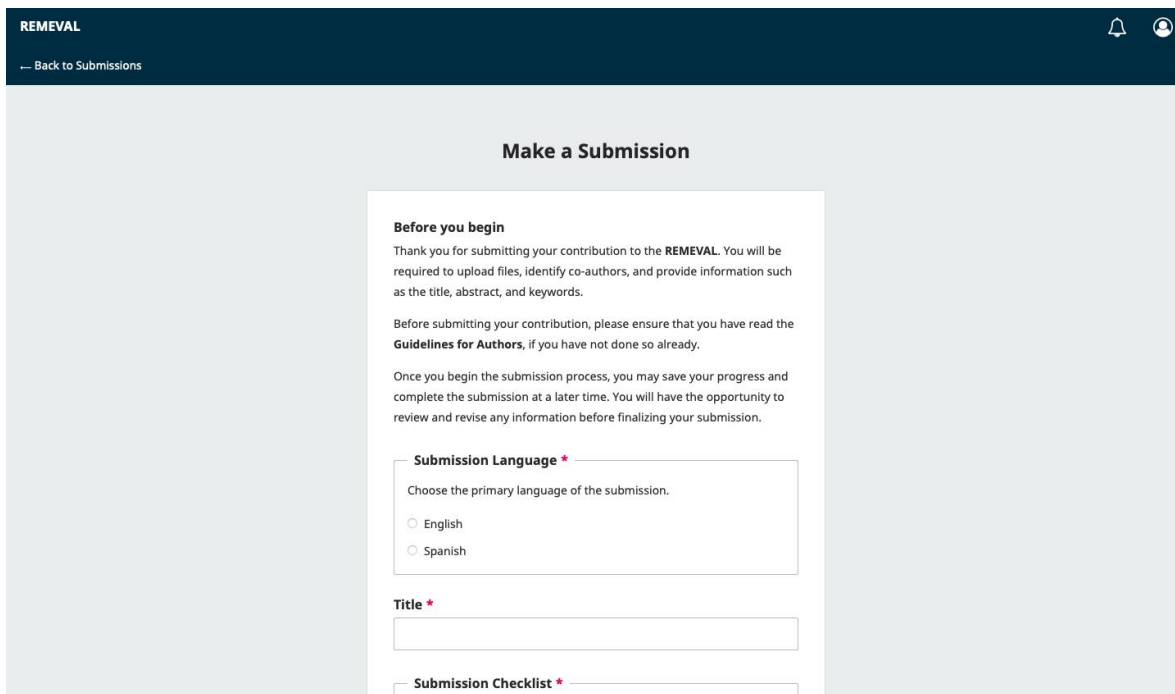 REMEVAL
← Back to Submissions
Make a Submission
Before you begin
Thank you for submitting your contribution to the REMEVAL. You will be
required to upload files, identify co-authors, and provide information such
as the title, abstract, and keywords.
Before submitting your contribution, please ensure that you have read the
Guidelines for Authors, if you have not done so already.
Once you begin the submission process, you may save your progress and
complete the submission at a later time. You will have the opportunity to
review and revise any information before finalizing your submission.
Submission Language *
Choose the primary language of the submission.
English
Spanish
Title *
Submission Checklist *